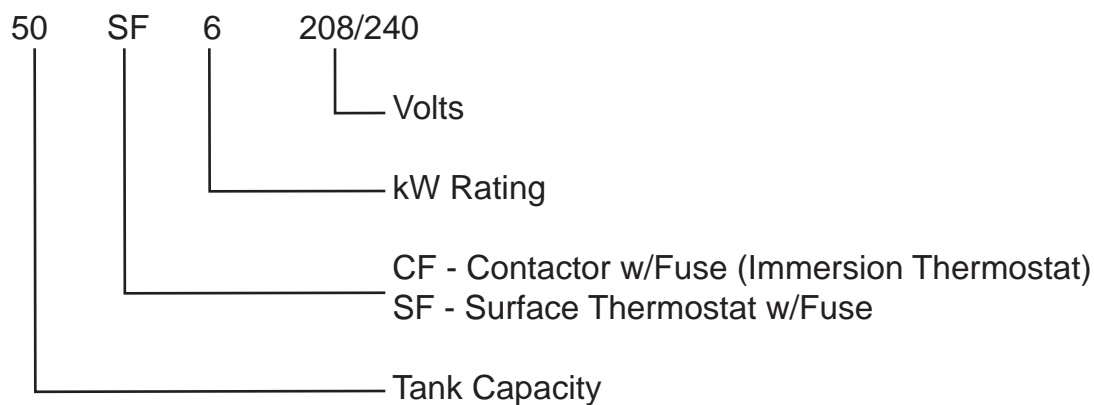 50 SF 6 208/240
Volts
kW Rating
CF - Contactor w/Fuse (Immersion Thermostat)
SF - Surface Thermostat w/Fuse
Tank Capacity